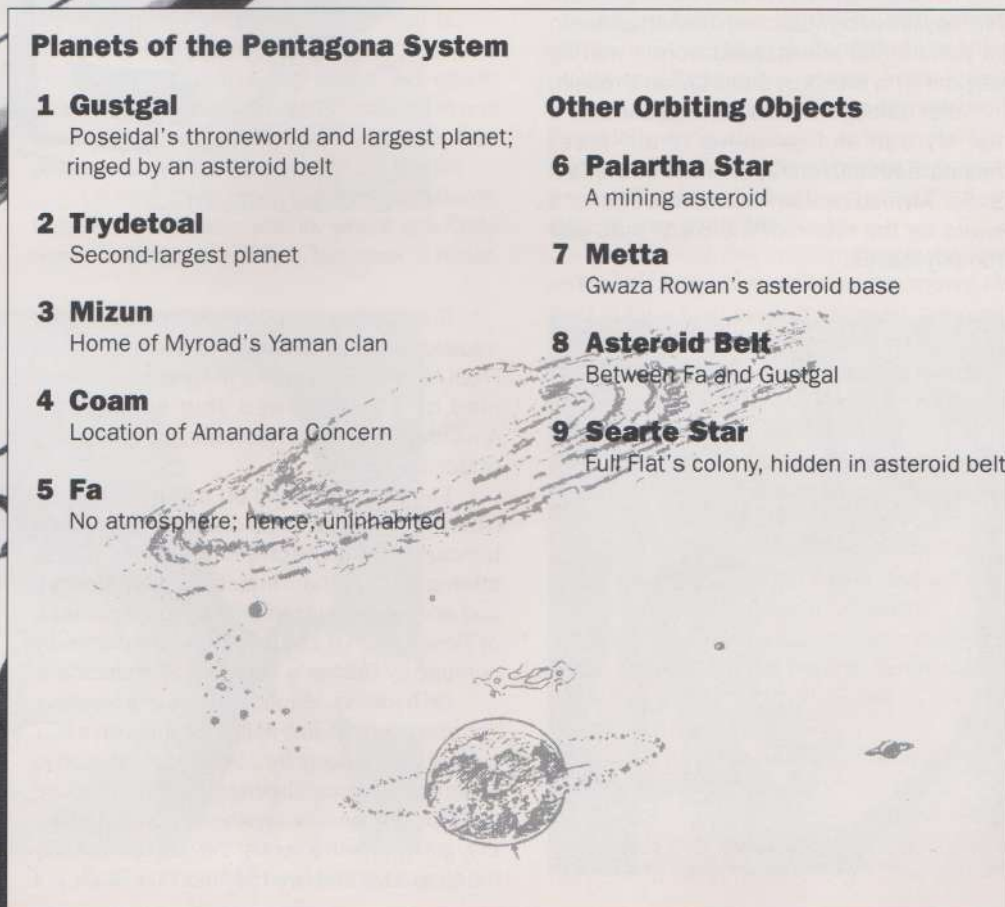 Planets of the Pentagona System
1 Gustgal
Poseidal's throneworld and largest planet;
ringed by an asteroid belt
2 Trydetoal
Second-largest planet
3 Mizun
Home of Myroad's Yaman clan
4 Coam
Location of Amandara Concern
5 Fa
No atmosphere; hence, uninhabited
Other Orbiting Objects
6 Palartha Star
A mining asteroid
7 Metta
Gwaza Rowan's asteroid base
8 Asteroid Belt
Between Fa and Gustgal
9 Searte Star
Full Flat's colony, hidden in asteroid belt